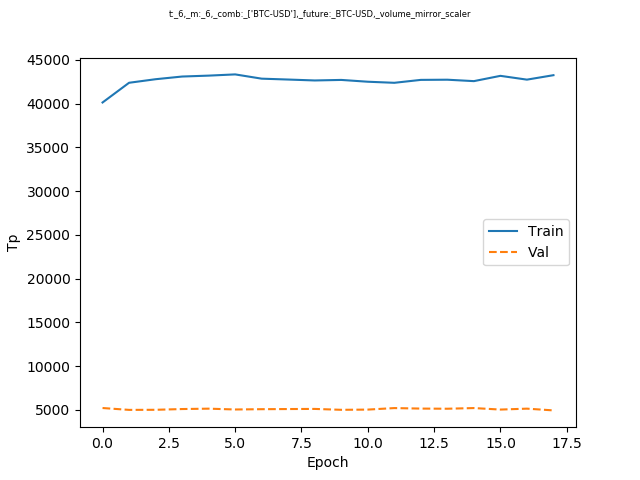 t:_6,_m:_6,_comb:_['BTC-USD'],_future:_BTC-USD,_volume_mirror_scaler
45000
40000
35000
30000
25000
20000
15000
10000
5000
Tp
Train
Val
0.0 2.5 5.0 7.5 10.0 12.5 15.0 17.5
Epoch